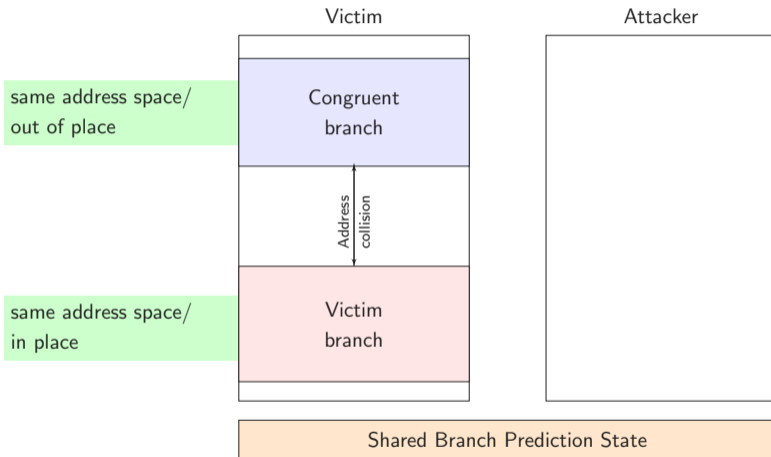 Victim
Attacker
same address space/
out of place
Congruent
branch
Address
collision
same address space/
in place
Victim
branch
Shared Branch Prediction State